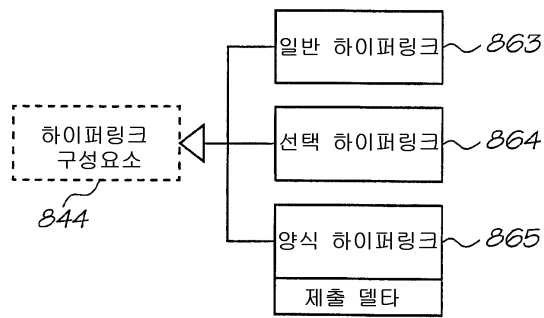 일반 하이퍼링크
863
하이퍼링크
구성요소
844
선택 하이퍼링크
864
양식 하이퍼링크
865
제출 델타